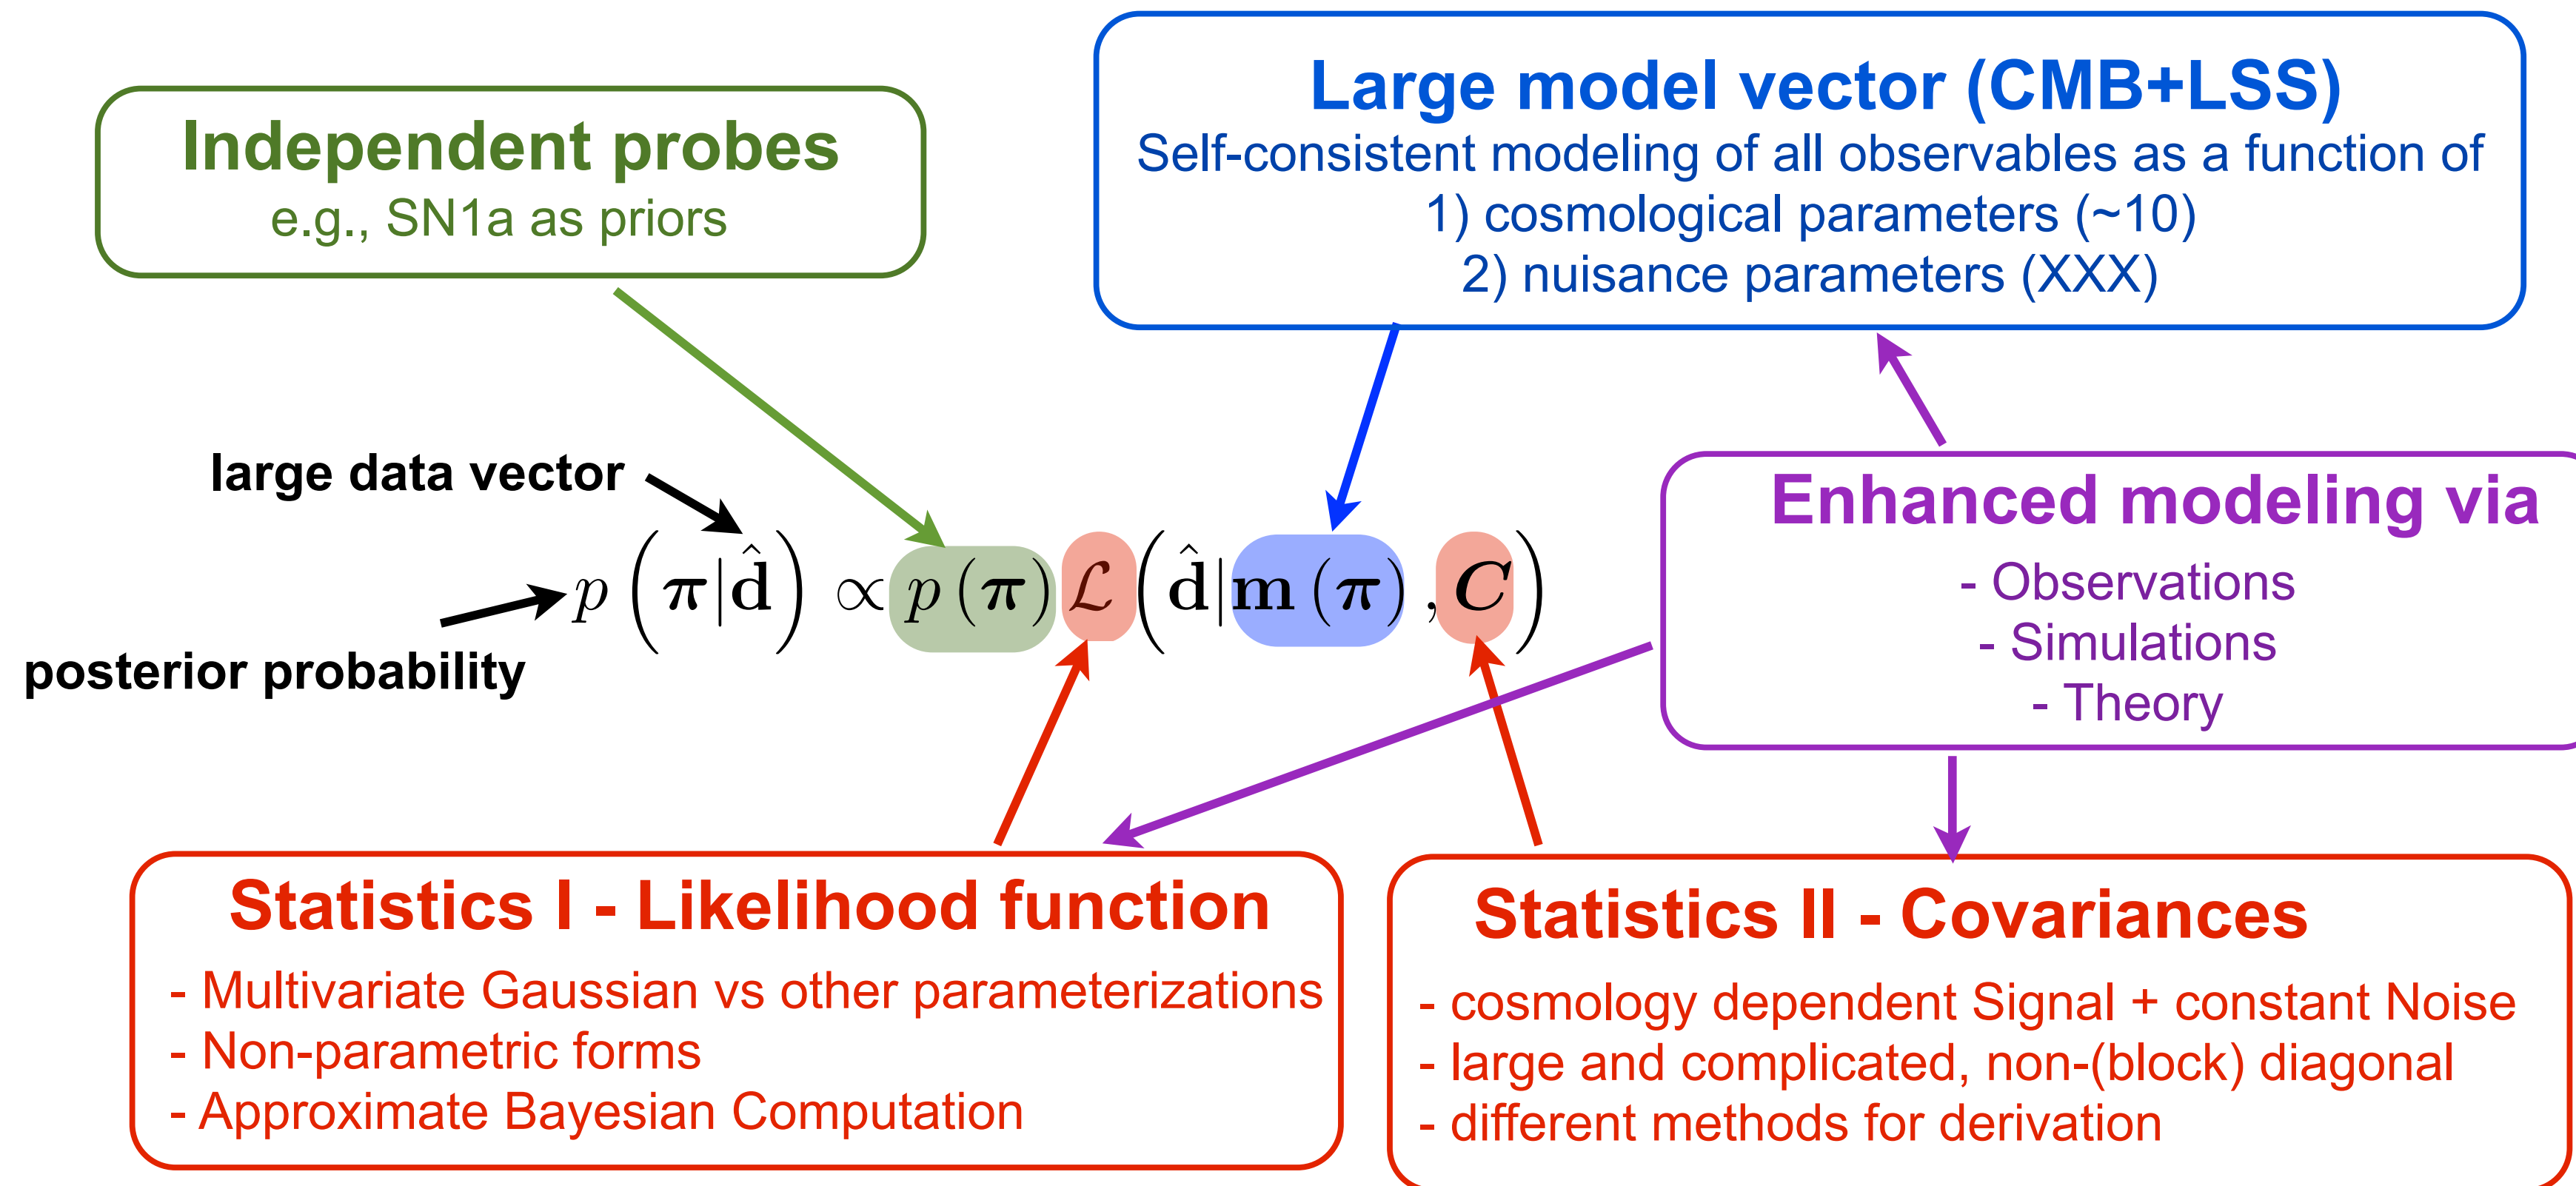 Independent probes
e.g., SN1a as priors
Large model vector (CMB+LSS)
Self-consistent modeling of all observables as a function of
1) cosmological parameters (~10)
2) nuisance parameters (XXX)
large data vector
posterior probability
p(π|d̂) ∝ p(π) ℒ(d̂|m(π), C)
Enhanced modeling via
- Observations
- Simulations
- Theory
Statistics I - Likelihood function
- Multivariate Gaussian vs other parameterizations
- Non-parametric forms
- Approximate Bayesian Computation
Statistics II - Covariances
- cosmology dependent Signal + constant Noise
- large and complicated, non-(block) diagonal
- different methods for derivation